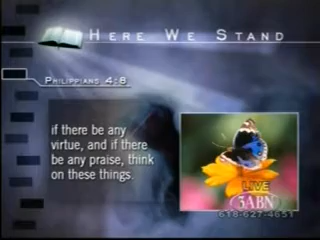 HERE WE STAND
PHILIPPIANS 4:8
if there be any
virtue, and if there
be any praise, think
on these things.
LIVE
3ABN
618-627-4651